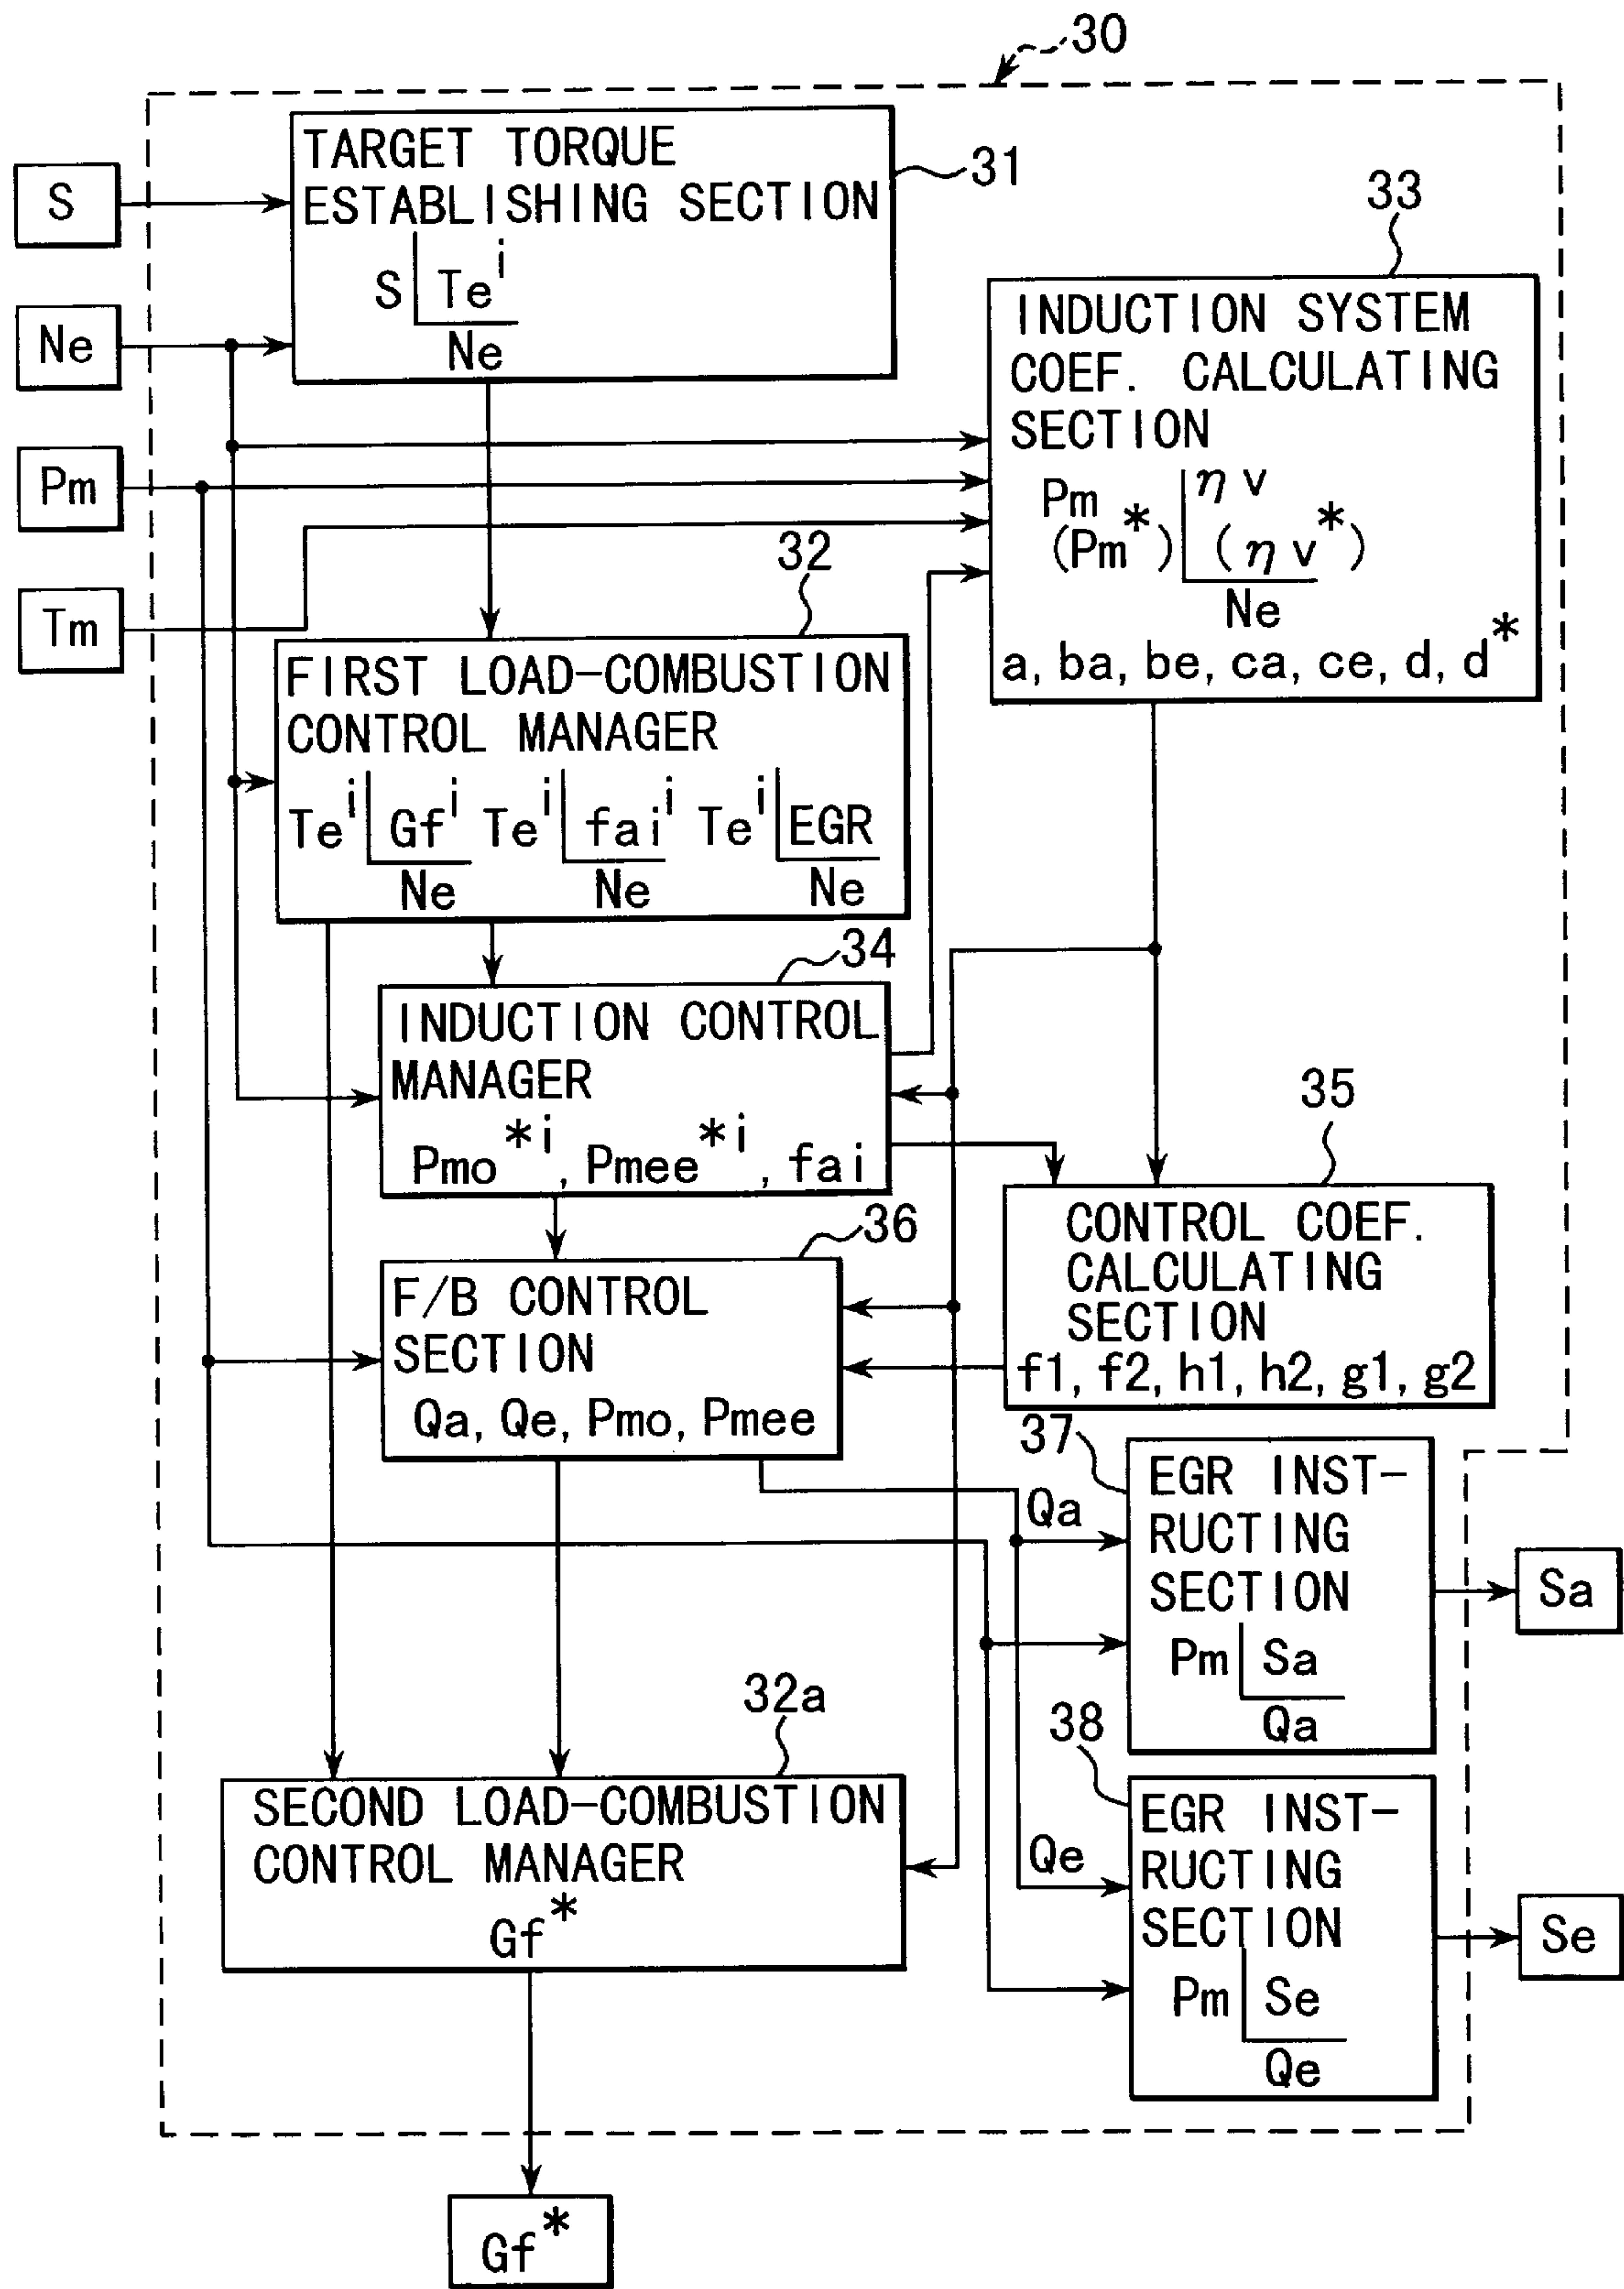 30
TARGET TORQUE
ESTABLISHING SECTION
S Te^i
Ne
31
S
Ne
Pm
Tm
33
INDUCTION SYSTEM
COEF. CALCULATING
SECTION
Pm ηv
(Pm*) (ηv*)
Ne
a, ba, be, ca, ce, d, d*
32
FIRST LOAD-COMBUSTION
CONTROL MANAGER
Te^i Gf^i Te^i fai^i Te^i EGR
Ne Ne Ne
34
INDUCTION CONTROL
MANAGER
Pmo*^i, Pmee*^i, fai
35
CONTROL COEF.
CALCULATING
SECTION
f1, f2, h1, h2, g1, g2
36
F/B CONTROL
SECTION
Qa, Qe, Pmo, Pmee
37
EGR INST-
RUCTING
SECTION
Pm Sa
Qa
Qa
Sa
32a
SECOND LOAD-COMBUSTION
CONTROL MANAGER
Gf*
38
EGR INST-
RUCTING
SECTION
Pm Se
Qe
Qe
Se
Gf*